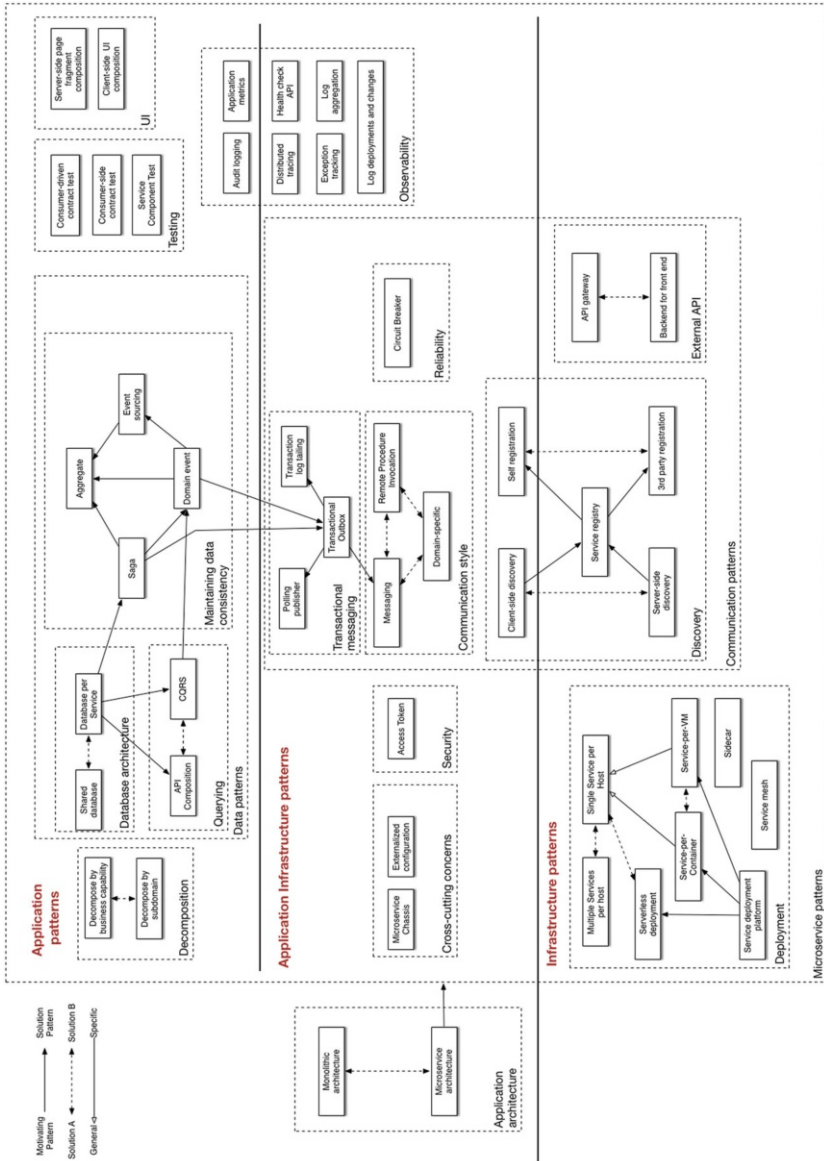 Motivating
Pattern
Solution
Pattern
Solution A
Solution B
General
Specific
Application
patterns
Decompose by
business capability
Decompose by
subdomain
Decomposition
Shared
database
Database per
Service
Database architecture
API
Composition
CQRS
Querying
Data patterns
Saga
Aggregate
Domain event
Event
sourcing
Maintaining data
consistency
Consumer-driven
contract test
Consumer-side
contract test
Service
Component Test
Testing
Server-side page
fragment
composition
Client-side UI
composition
UI
Application Infrastructure patterns
Monolithic
architecture
Microservice
architecture
Application
architecture
Microservice
Chassis
Externalized
configuration
Cross-cutting concerns
Access Token
Security
Polling
publisher
Transaction
log tailing
Transactional
Outbox
Transactional
messaging
Messaging
Remote Procedure
Invocation
Domain-specific
Communication style
Circuit Breaker
Reliability
Audit logging
Application
metrics
Distributed
tracing
Health check
API
Exception
tracking
Log
aggregation
Log deployments and changes
Observability
Infrastructure patterns
Multiple Services
per host
Single Service per
Host
Serverless
deployment
Service-per-
Container
Service-per-VM
Service deployment
platform
Sidecar
Service mesh
Deployment
Client-side discovery
Self registration
Service registry
Server-side
discovery
3rd party registration
Discovery
API gateway
Backend for front end
External API
Communication patterns
Microservice patterns